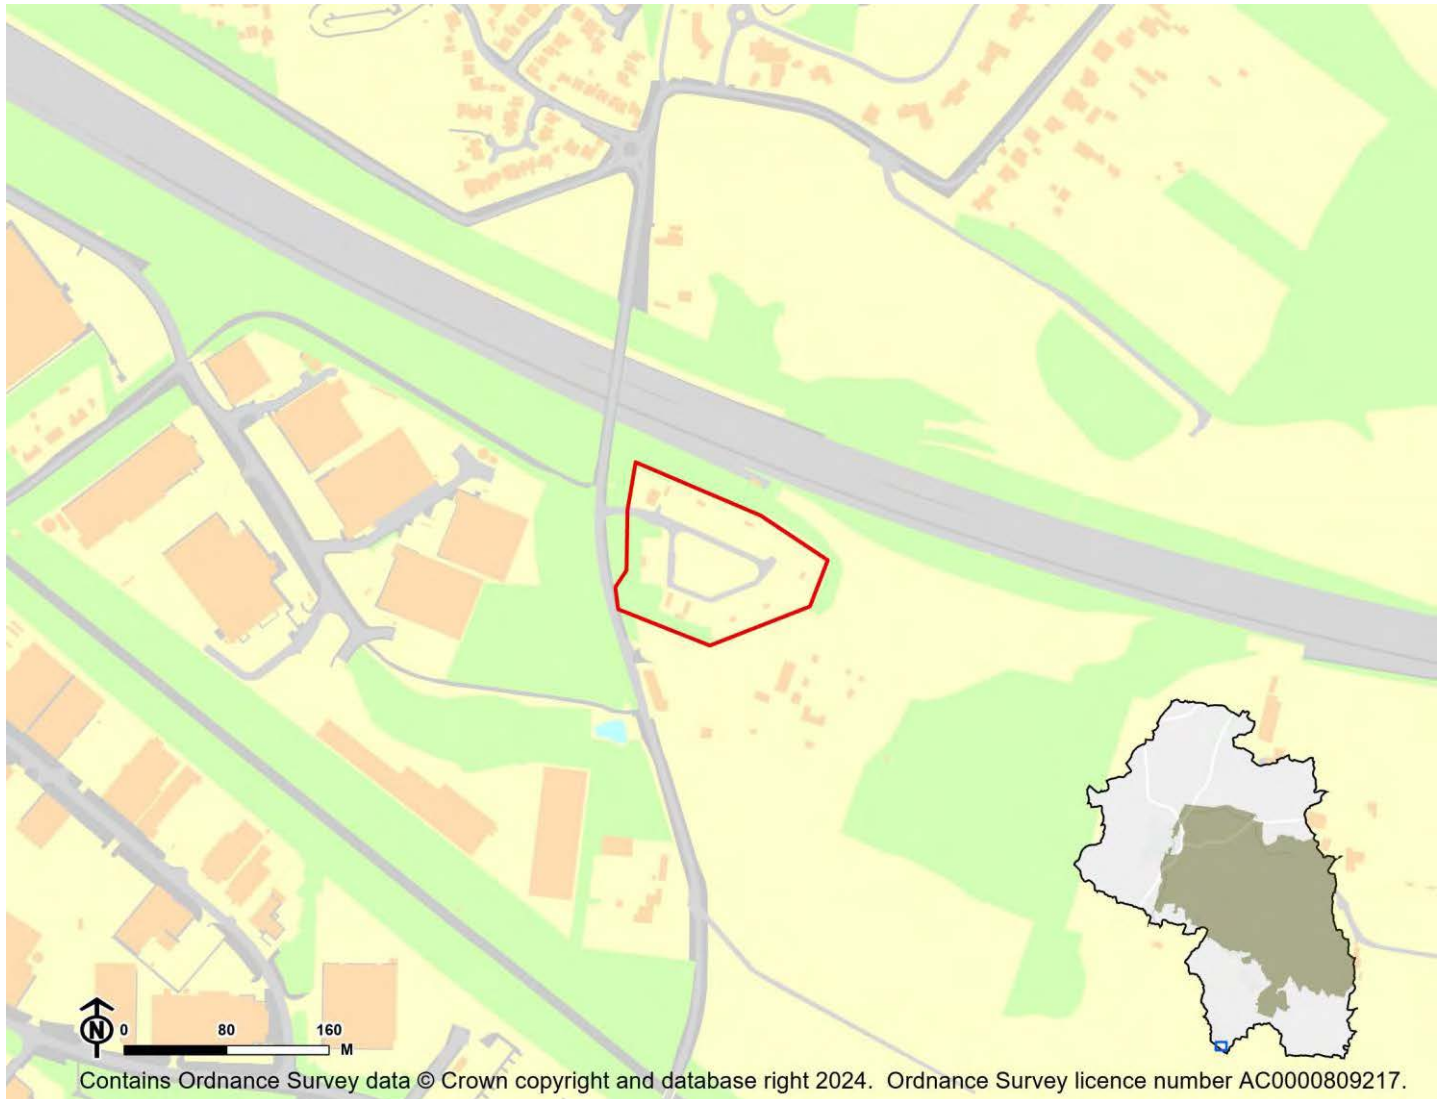 N 0 80 160
M
Contains Ordnance Survey data © Crown copyright and database right 2024. Ordnance Survey licence number AC0000809217.